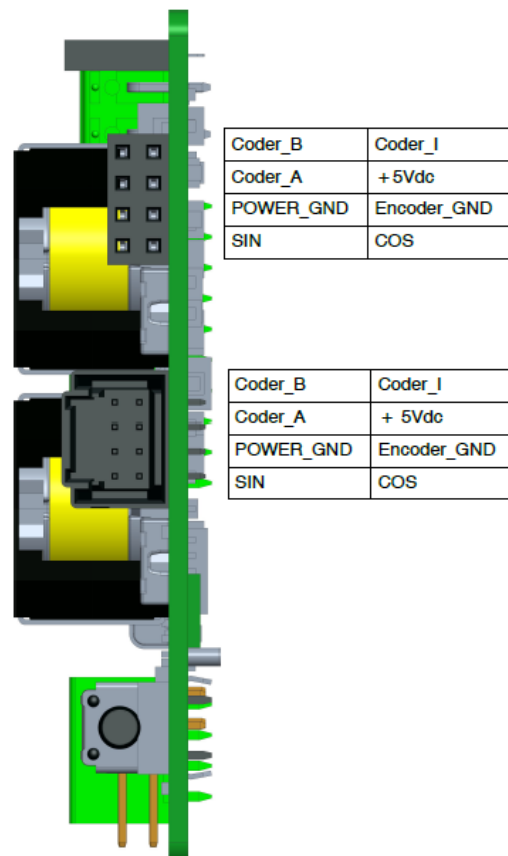 Coder_B Coder_I
Coder_A +5Vdc
POWER_GND Encoder_GND
SIN COS
Coder_B Coder_I
Coder_A + 5Vdc
POWER_GND Encoder_GND
SIN COS